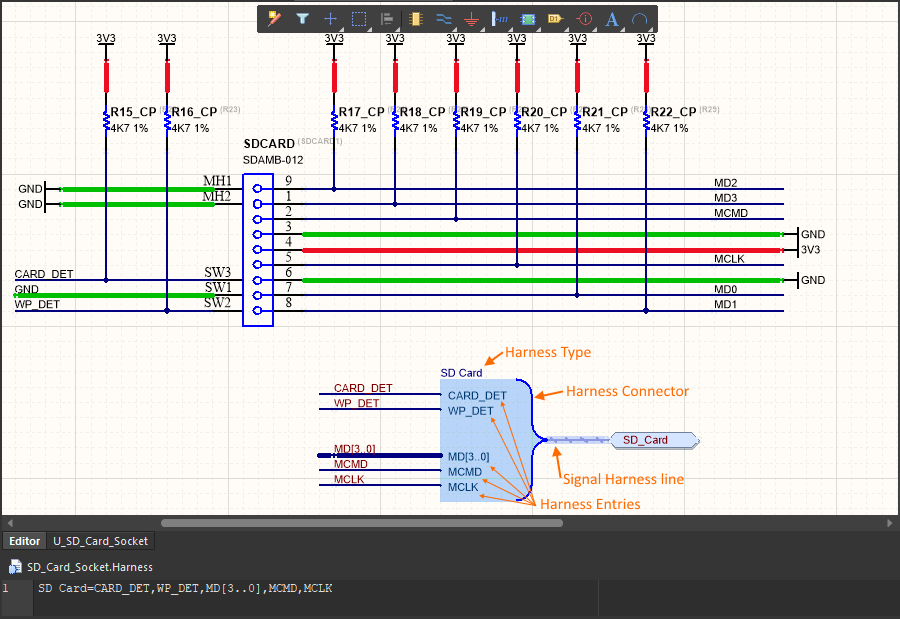 3V3 3V3 3V3 3V3 3V3 3V3 3V3 3V3
R15_CP R16_CP (R23) R17_CP R18_CP R19_CP R20_CP R21_CP R22_CP (R25)
4K7 1% 4K7 1% 4K7 1% 4K7 1% 4K7 1% 4K7 1% 4K7 1% 4K7 1%
SDCARD (SDCARD1)
SDAMB-012
GND MH1 9 MD2
GND MH2 1 MD3
2 MCMD
3 GND
4 3V3
5 MCLK
CARD_DET SW3 6 GND
GND SW1 7 MD0
WP_DET SW2 8 MD1
Harness Type
SD Card
CARD_DET CARD_DET Harness Connector
WP_DET WP_DET
SD_Card
MD[3..0] MD[3..0]
MCMD MCMD
MCLK MCLK Signal Harness line
Harness Entries
Editor U_SD_Card_Socket
SD_Card_Socket.Harness
1 SD Card=CARD_DET,WP_DET,MD[3..0],MCMD,MCLK